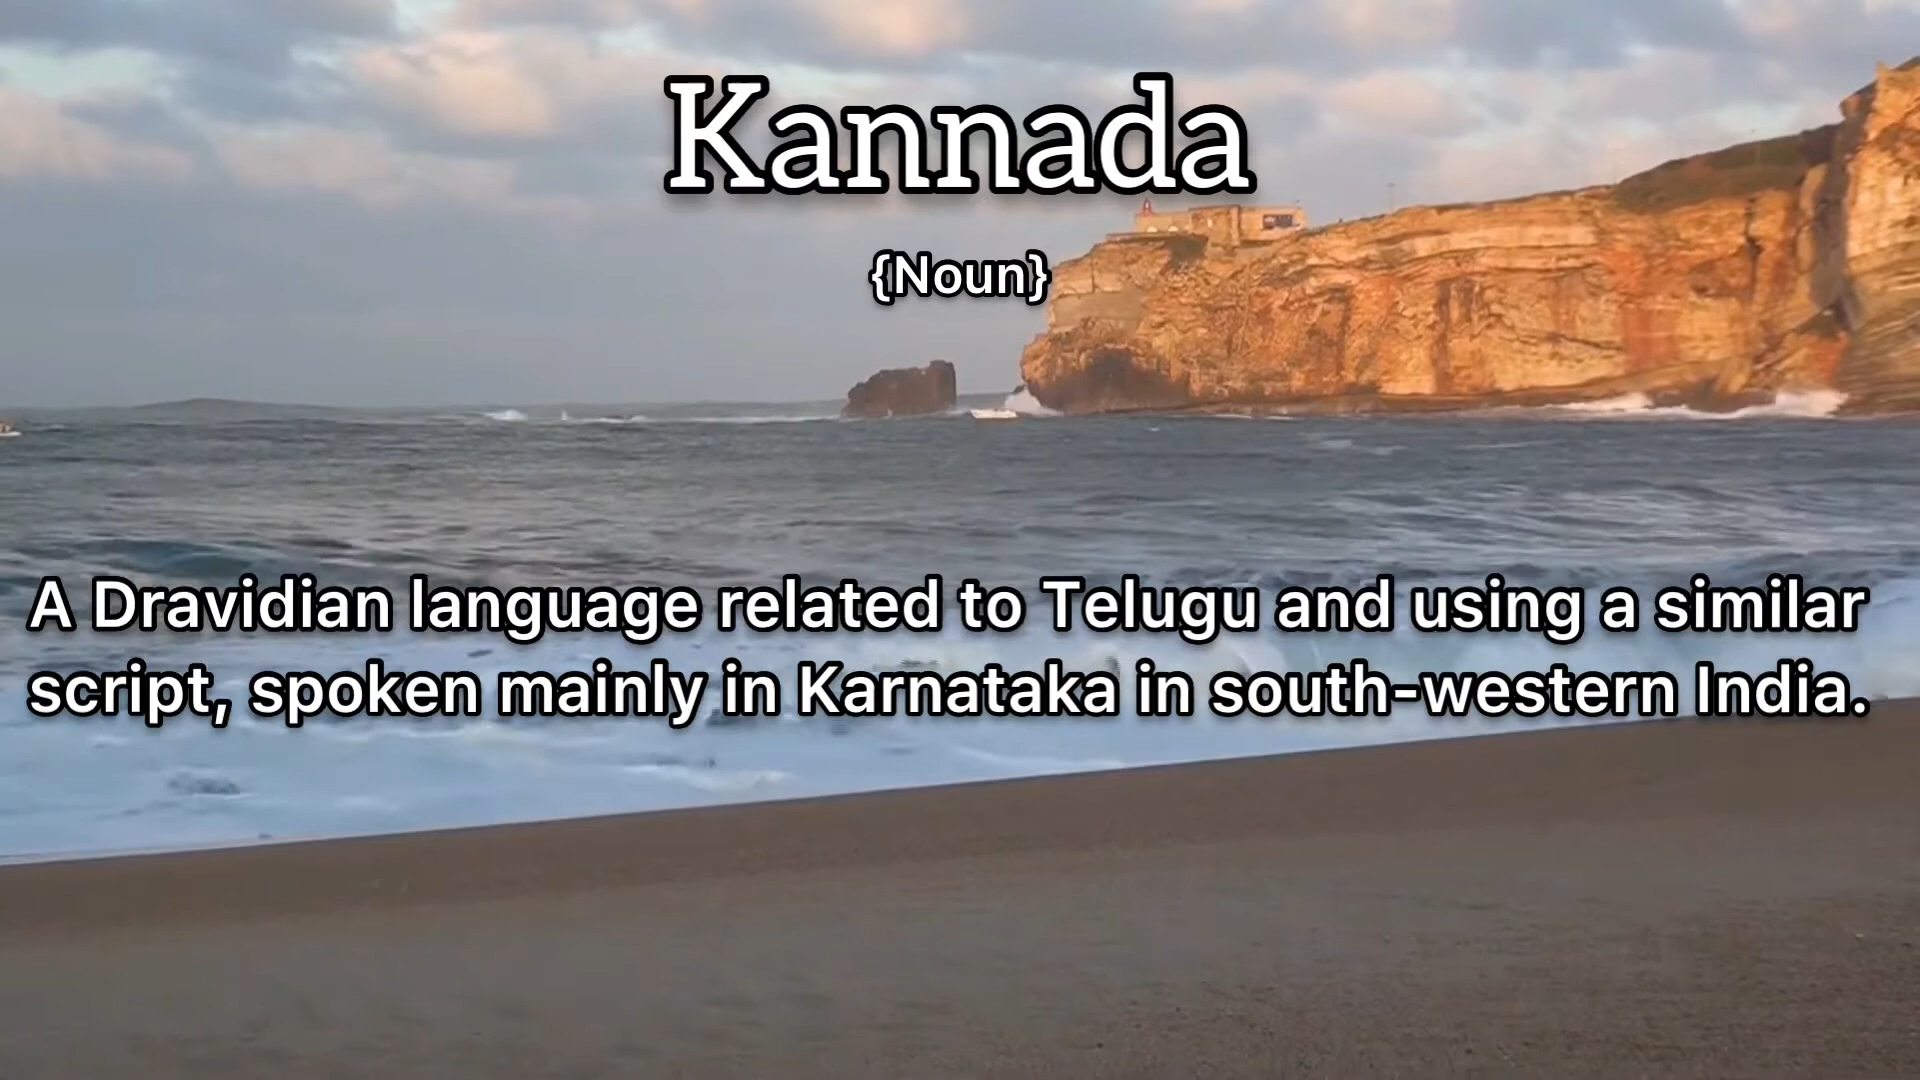 Kannada
{Noun}
A Dravidian language related to Telugu and using a similar
script, spoken mainly in Karnataka in south-western India.